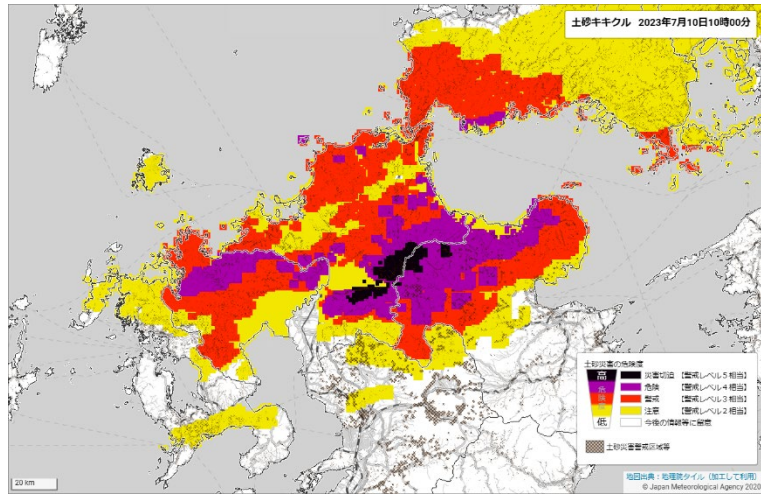 土砂キキクル 2023年7月10日10時00分
土砂災害の危険度
高 災害切迫 【警戒レベル5相当】
危険 【警戒レベル4相当】
警戒 【警戒レベル3相当】
注意 【警戒レベル2相当】
低 今後の情報等に留意
土砂災害警戒区域等
20 km
地図出典:地理院タイル(加工して利用)
© Japan Meteorological Agency 2020